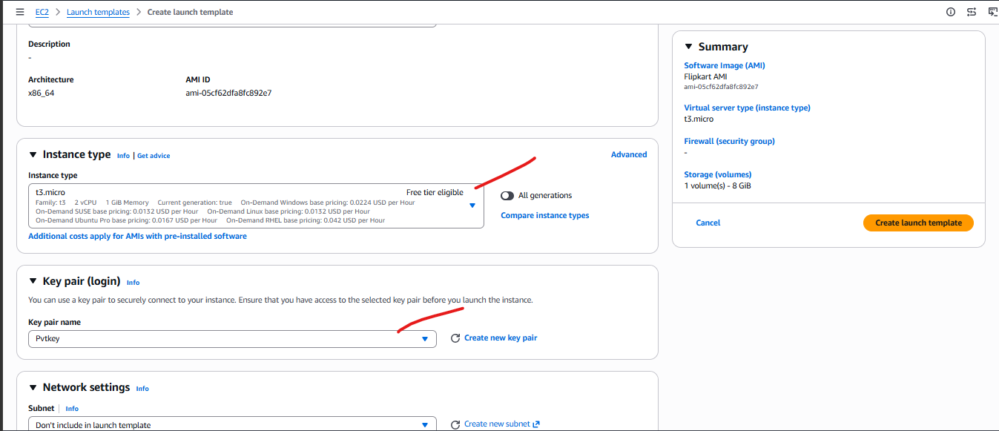 EC2 > Launch templates > Create launch template
Description
-
Architecture AMI ID
x86_64 ami-05cf62dfa8fc892e7
Instance type Info | Get advice Advanced
Instance type
t3.micro Free tier eligible
Family: t3 2 vCPU 1 GiB Memory Current generation: true On-Demand Windows base pricing: 0.0224 USD per Hour
On-Demand SUSE base pricing: 0.0132 USD per Hour On-Demand Linux base pricing: 0.0132 USD per Hour
On-Demand Ubuntu Pro base pricing: 0.0167 USD per Hour On-Demand RHEL base pricing: 0.042 USD per Hour
All generations
Compare instance types
Additional costs apply for AMIs with pre-installed software
Key pair (login) Info
You can use a key pair to securely connect to your instance. Ensure that you have access to the selected key pair before you launch the instance.
Key pair name
Pvtkey Create new key pair
Network settings Info
Subnet Info
Don't include in launch template Create new subnet
Summary
Software Image (AMI)
Flipkart AMI
ami-05cf62dfa8fc892e7
Virtual server type (instance type)
t3.micro
Firewall (security group)
-
Storage (volumes)
1 volume(s) - 8 GiB
Cancel Create launch template